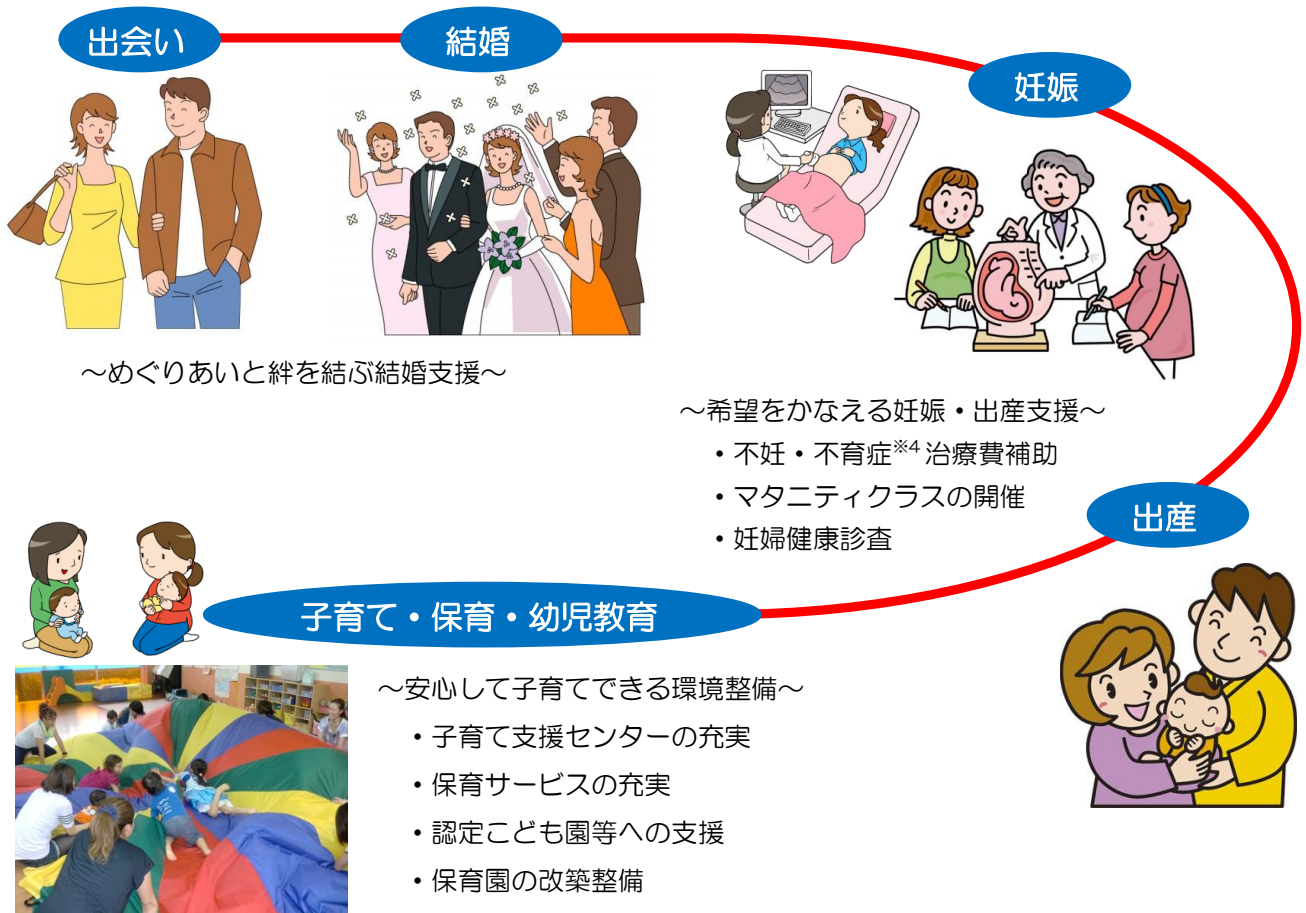 出会い
結婚
妊娠
～めぐりあいと絆を結ぶ結婚支援～
～希望をかなえる妊娠・出産支援～
・不妊・不育症※4 治療費補助
・マタニティクラスの開催
・妊婦健康診査
出産
子育て・保育・幼児教育
～安心して子育てできる環境整備～
・子育て支援センターの充実
・保育サービスの充実
・認定こども園等への支援
・保育園の改築整備